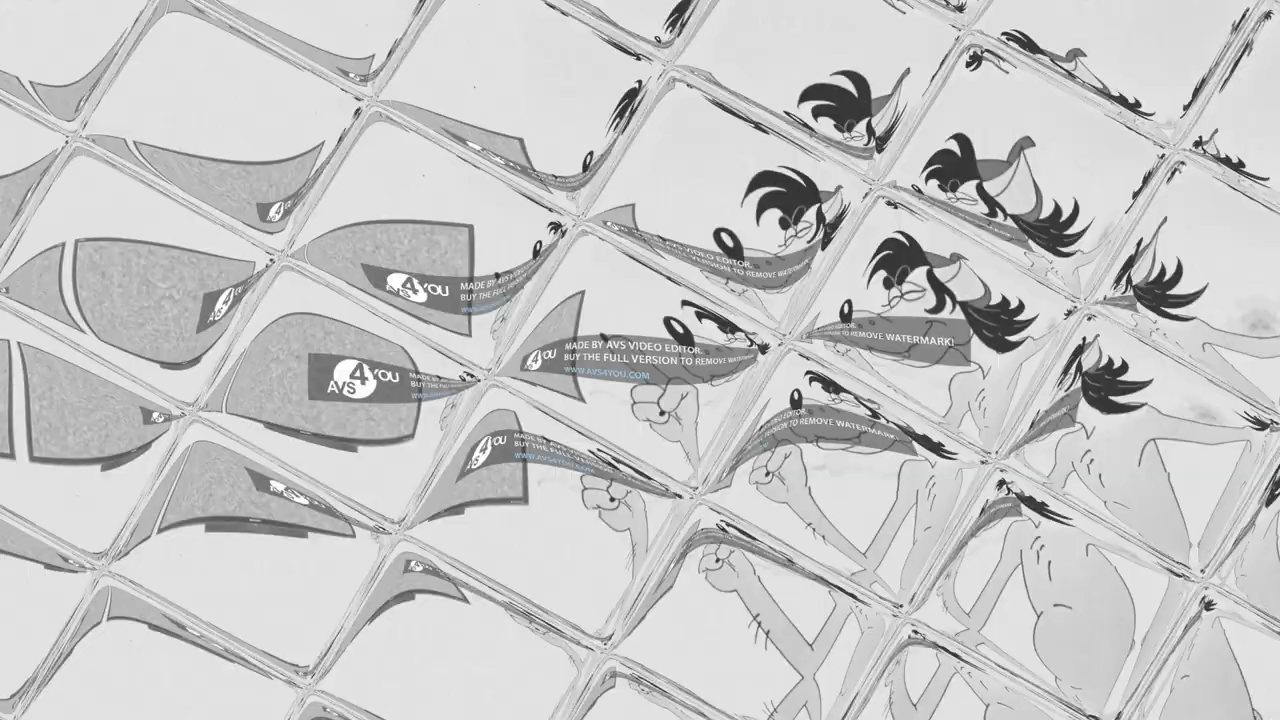 AVS4YOU
MADE BY AVS VIDEO EDITOR.
BUY THE FULL VERSION TO REMOVE WATERMARK!
WWW.AVS4YOU.COM